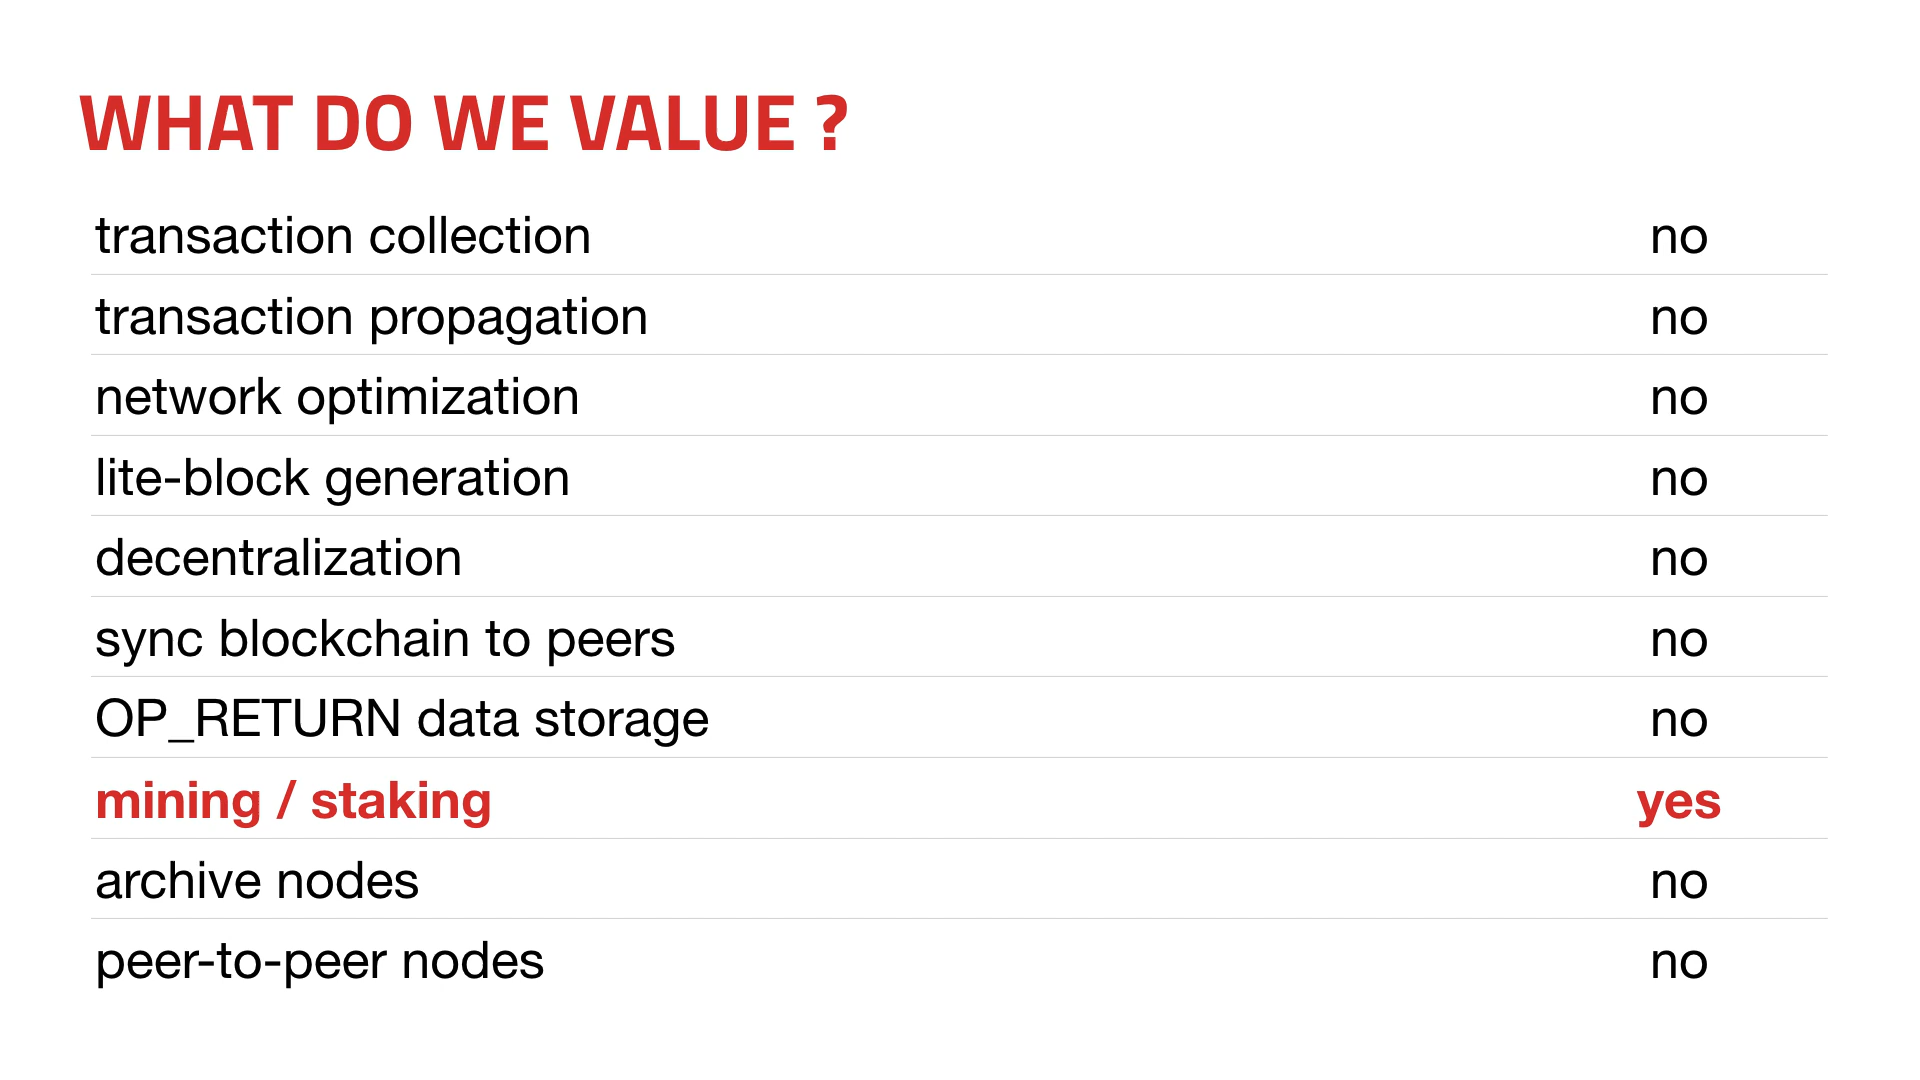 WHAT DO WE VALUE ?
transaction collection no
transaction propagation no
network optimization no
lite-block generation no
decentralization no
sync blockchain to peers no
OP_RETURN data storage no
mining / staking yes
archive nodes no
peer-to-peer nodes no